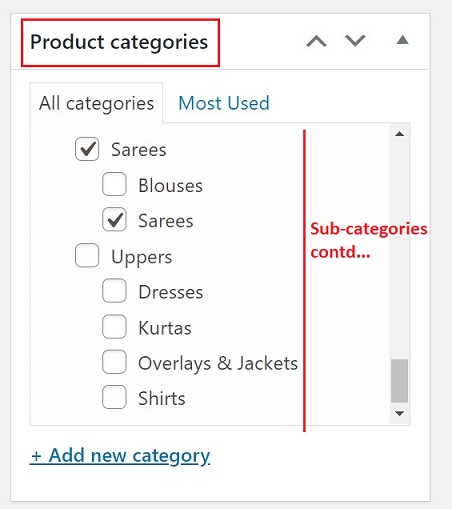 Product categories
All categories
Most Used
Sarees
Blouses
Sarees
Sub-categories
contd...
Uppers
Dresses
Kurtas
Overlays & Jackets
Shirts
+ Add new category